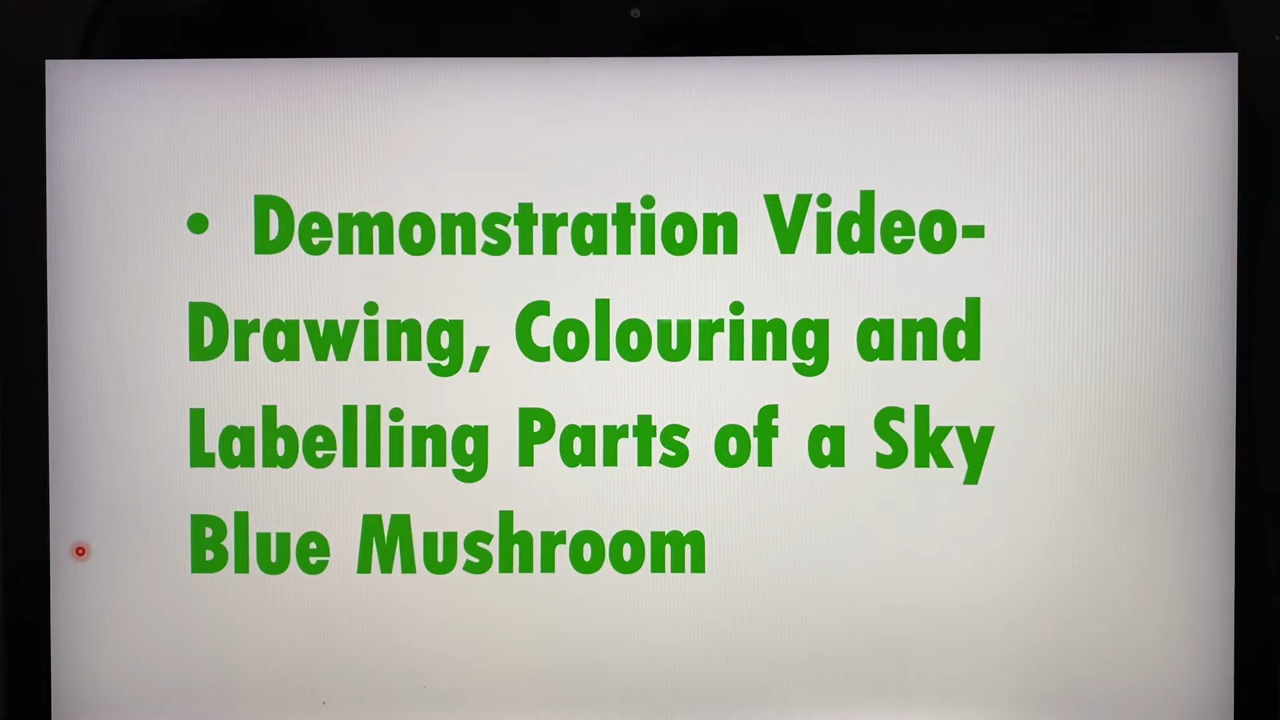 • Demonstration Video-
Drawing, Colouring and
Labelling Parts of a Sky
Blue Mushroom